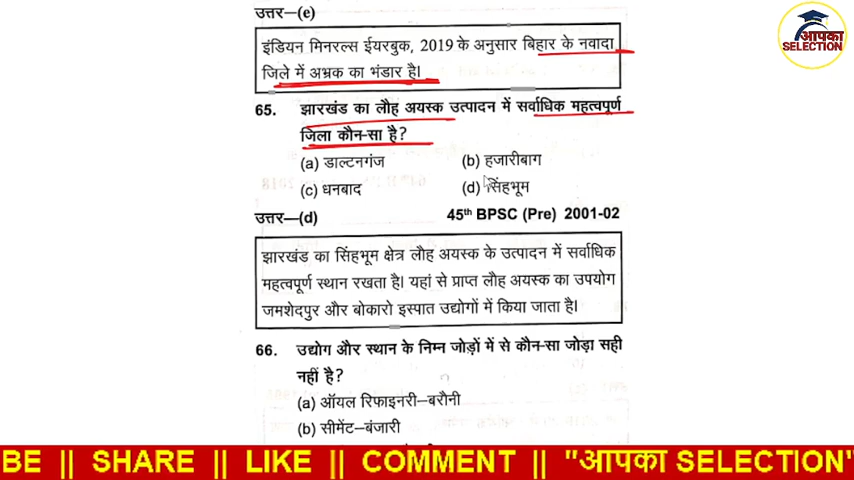 उत्तर–(e)
आपका
SELECTION
इंडियन मिनरल्स ईयरबुक, 2019 के अनुसार बिहार के नवादा
जिले में अभ्रक का भंडार है।
65. झारखंड का लौह अयस्क उत्पादन में सर्वाधिक महत्वपूर्ण
जिला कौन-सा है?
(a) डाल्टनगंज (b) हजारीबाग
(c) धनबाद (d) सिंहभूम
उत्तर–(d) 45th BPSC (Pre) 2001-02
झारखंड का सिंहभूम क्षेत्र लौह अयस्क के उत्पादन में सर्वाधिक
महत्वपूर्ण स्थान रखता है। यहां से प्राप्त लौह अयस्क का उपयोग
जमशेदपुर और बोकारो इस्पात उद्योगों में किया जाता है।
66. उद्योग और स्थान के निम्न जोड़ों में से कौन-सा जोड़ा सही
नहीं है?
(a) ऑयल रिफाइनरी–बरौनी
(b) सीमेंट–बंजारी
BE || SHARE || LIKE || COMMENT || "आपका SELECTION"